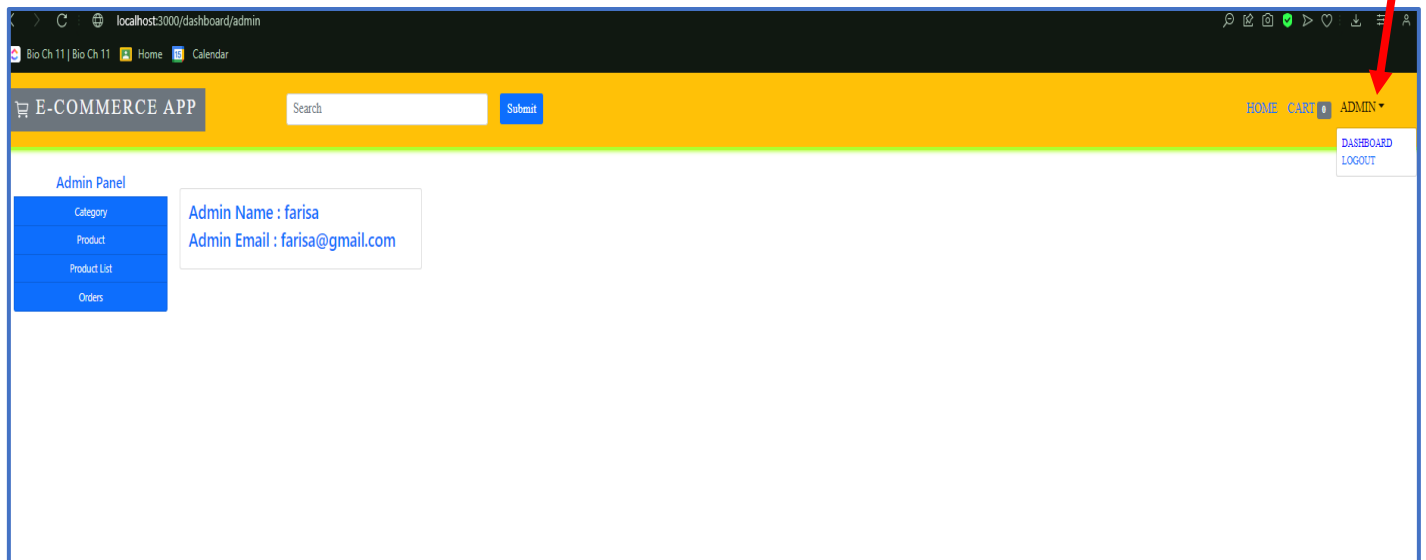 localhost:3000/dashboard/admin
Bio Ch 11 | Bio Ch 11 Home 15 Calendar
E-COMMERCE APP Search Submit HOME CART 0 ADMIN
DASHBOARD
LOGOUT
Admin Panel
Category
Product
Product List
Orders
Admin Name : farisa
Admin Email : farisa@gmail.com